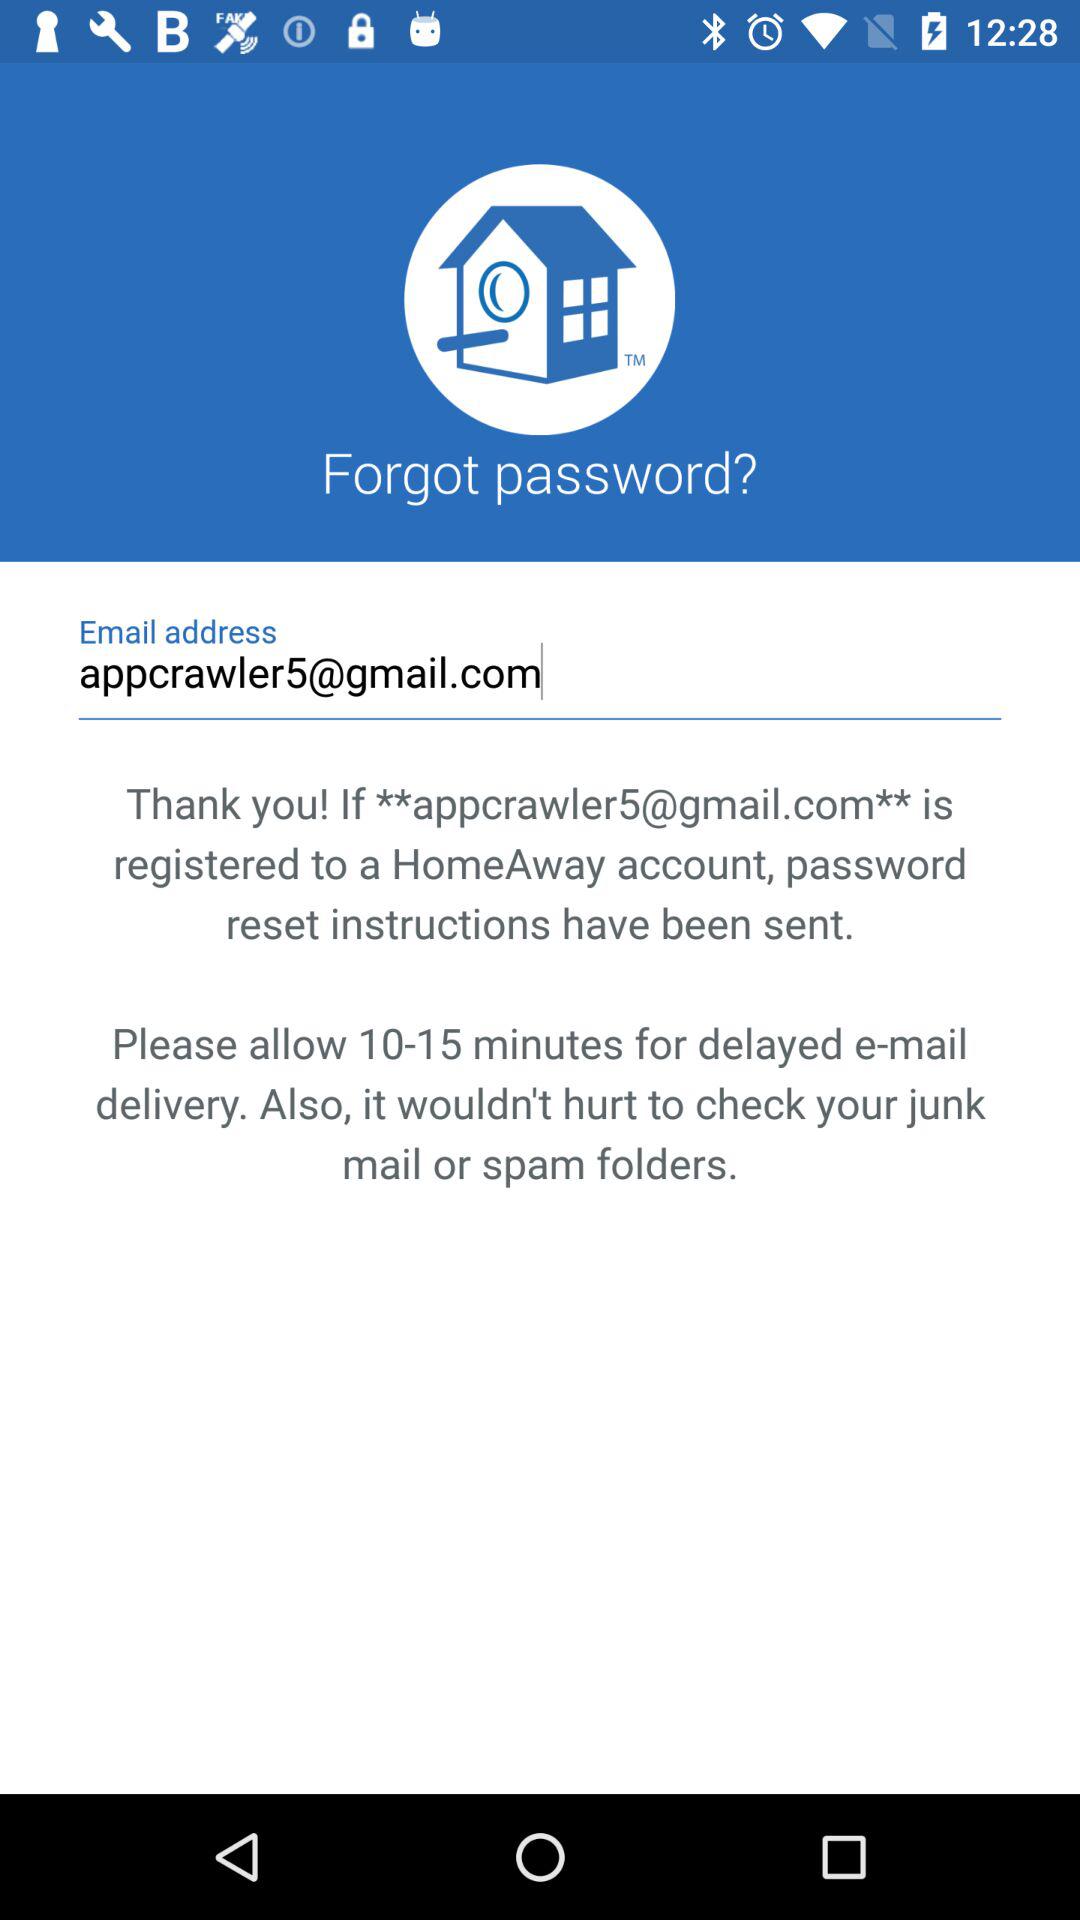 FAKE
12:28
TM
Forgot password?
Email address
appcrawler5@gmail.com
Thank you! If **appcrawler5@gmail.com** is
registered to a HomeAway account, password
reset instructions have been sent.
Please allow 10-15 minutes for delayed e-mail
delivery. Also, it wouldn't hurt to check your junk
mail or spam folders.